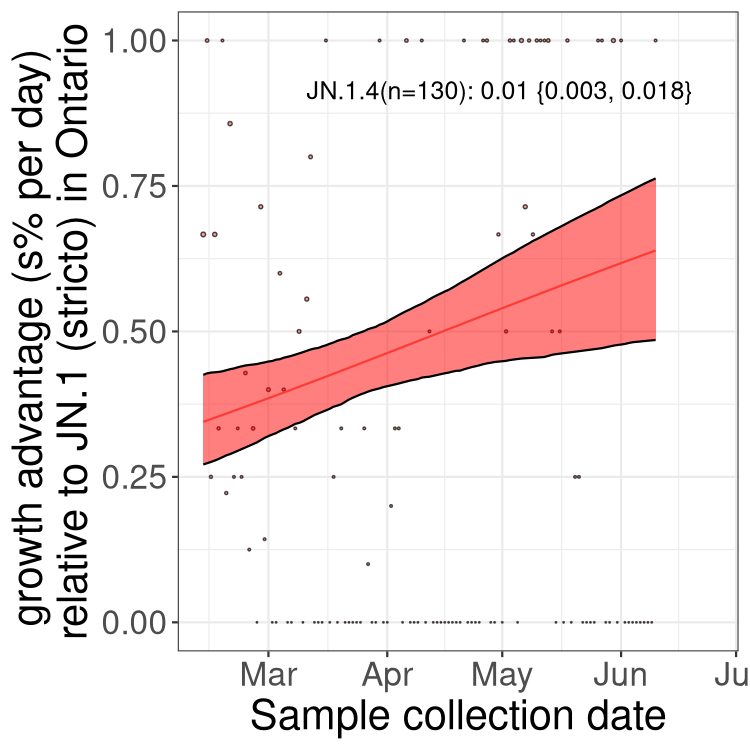 growth advantage (s% per day)
relative to JN.1 (stricto) in Ontario
1.00
0.75
0.50
0.25
0.00
JN.1.4(n=130): 0.01 {0.003, 0.018}
Mar Apr May Jun Ju
Sample collection date